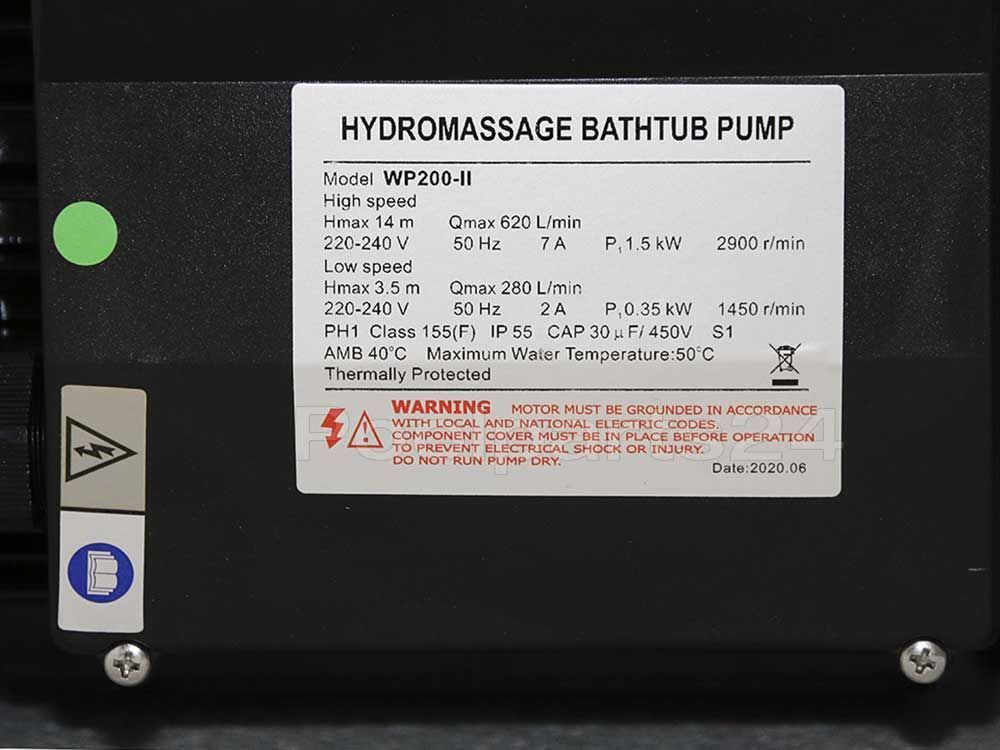 HYDROMASSAGE BATHTUB PUMP
Model WP200-II
High speed
Hmax 14 m Qmax 620 L/min
220-240 V 50 Hz 7 A P₁ 1.5 kW 2900 r/min
Low speed
Hmax 3.5 m Qmax 280 L/min
220-240 V 50 Hz 2 A P₁ 0.35 kW 1450 r/min
PH1 Class 155(F) IP 55 CAP 30 μF/ 450V S1
AMB 40°C Maximum Water Temperature:50°C
Thermally Protected
WARNING MOTOR MUST BE GROUNDED IN ACCORDANCE
WITH LOCAL AND NATIONAL ELECTRIC CODES.
COMPONENT COVER MUST BE IN PLACE BEFORE OPERATION
TO PREVENT ELECTRICAL SHOCK OR INJURY.
DO NOT RUN PUMP DRY.
Date:2020.06